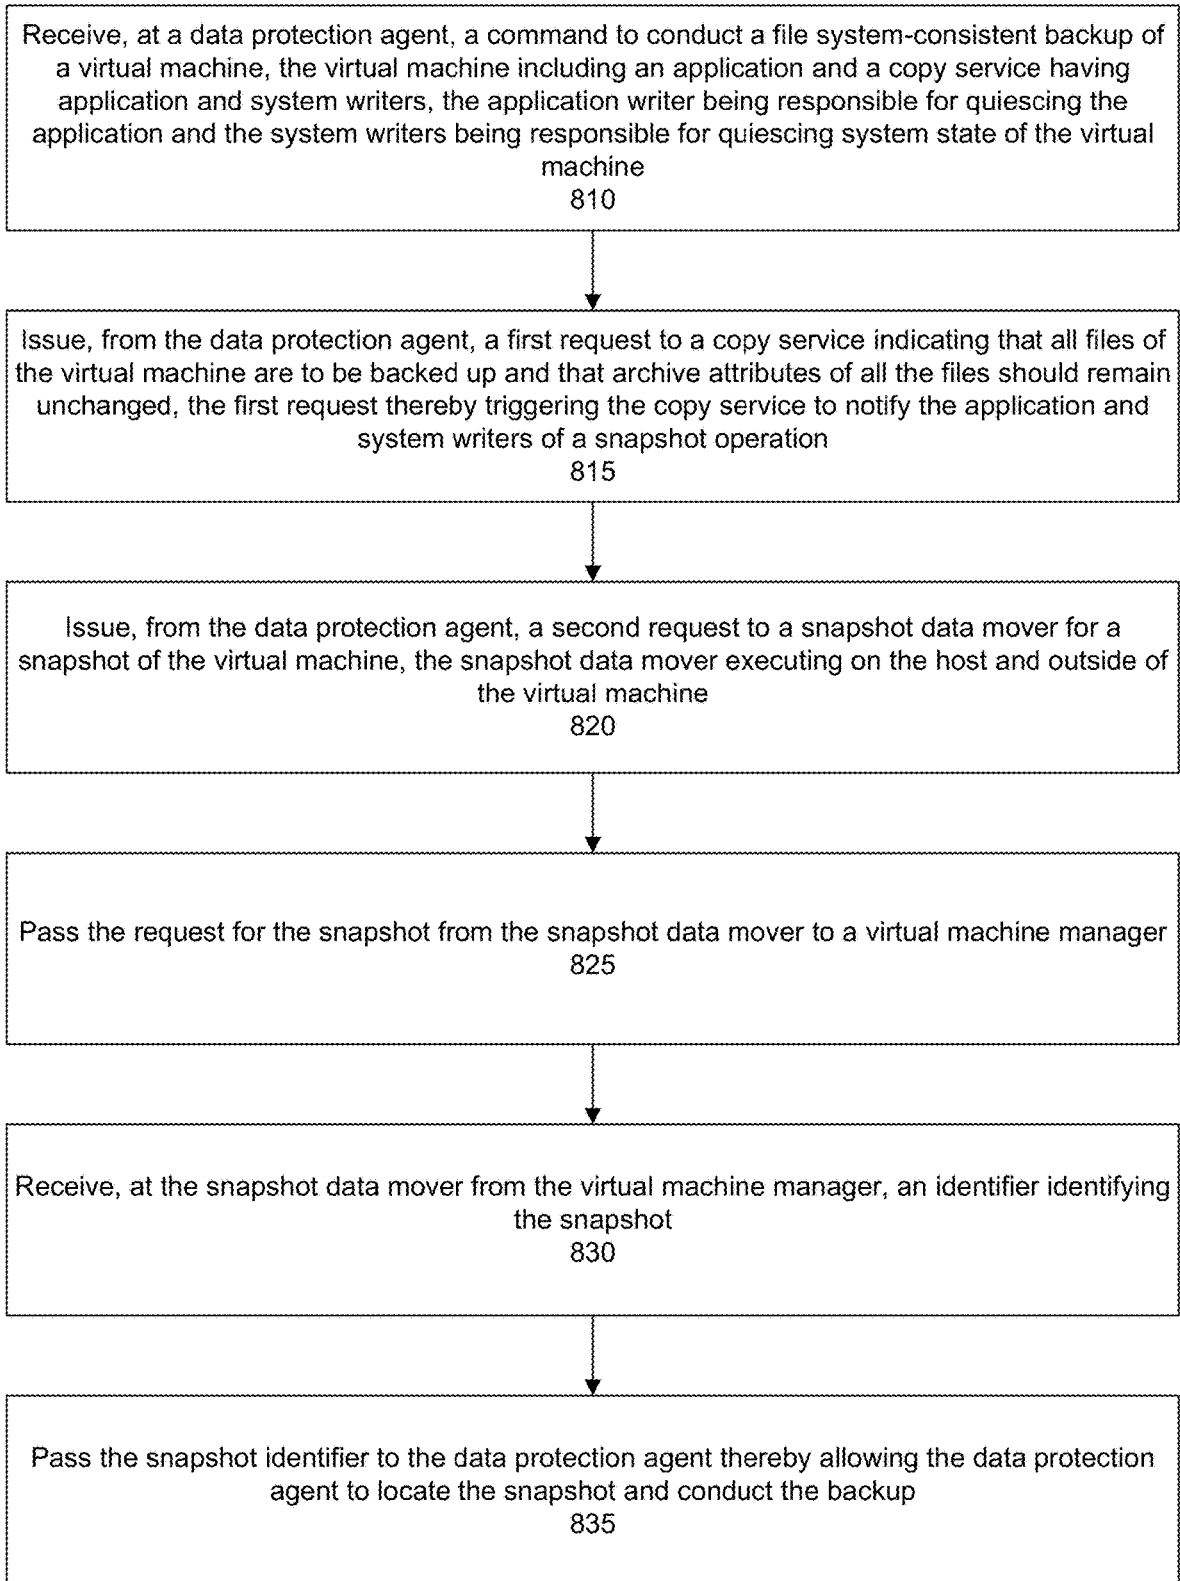 Receive, at a data protection agent, a command to conduct a file system-consistent backup of
a virtual machine, the virtual machine including an application and a copy service having
application and system writers, the application writer being responsible for quiescing the
application and the system writers being responsible for quiescing system state of the virtual
machine
810
Issue, from the data protection agent, a first request to a copy service indicating that all files of
the virtual machine are to be backed up and that archive attributes of all the files should remain
unchanged, the first request thereby triggering the copy service to notify the application and
system writers of a snapshot operation
815
Issue, from the data protection agent, a second request to a snapshot data mover for a
snapshot of the virtual machine, the snapshot data mover executing on the host and outside of
the virtual machine
820
Pass the request for the snapshot from the snapshot data mover to a virtual machine manager
825
Receive, at the snapshot data mover from the virtual machine manager, an identifier identifying
the snapshot
830
Pass the snapshot identifier to the data protection agent thereby allowing the data protection
agent to locate the snapshot and conduct the backup
835